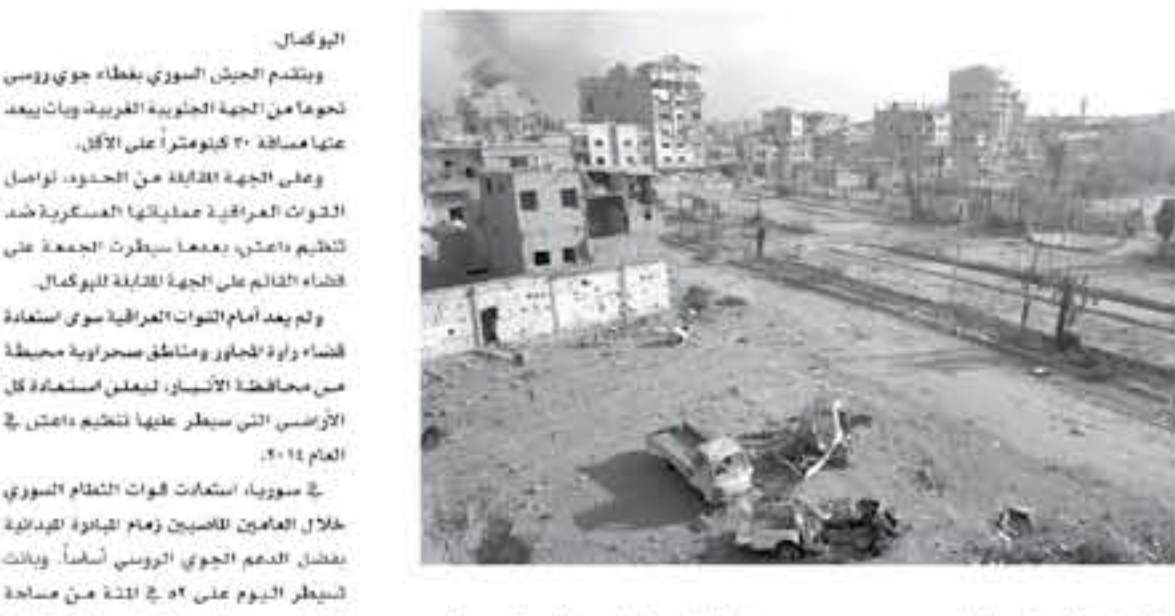 البوكمال.
ويتقدم الجيش السوري بغطاء جوي روسي
نحوها من الجهة الجنوبية الغربية، وبات يبعد
عنها مسافة ٣٠ كيلومتراً على الأقل.
وعلى الجهة المقابلة من الحدود، تواصل
القوات العراقية عملياتها العسكرية ضد
تنظيم داعش، بعدما سيطرت الجمعة على
قضاء القائم على الجهة المقابلة للبوكمال.
ولم يعد أمام القوات العراقية سوى استعادة
قضاء راوة المجاور ومناطق صحراوية محيطة
من محافظة الأنبار، ليعلن استعادة كل
الأراضي التي سيطر عليها تنظيم داعش في
العام ٢٠١٤.
في سوريا، استعادت قوات النظام السوري
خلال العامين الماضيين زمام المبادرة الميدانية
بفضل الدعم الجوي الروسي أساساً. وباتت
تسيطر اليوم على ٥٢ في المئة من مساحة